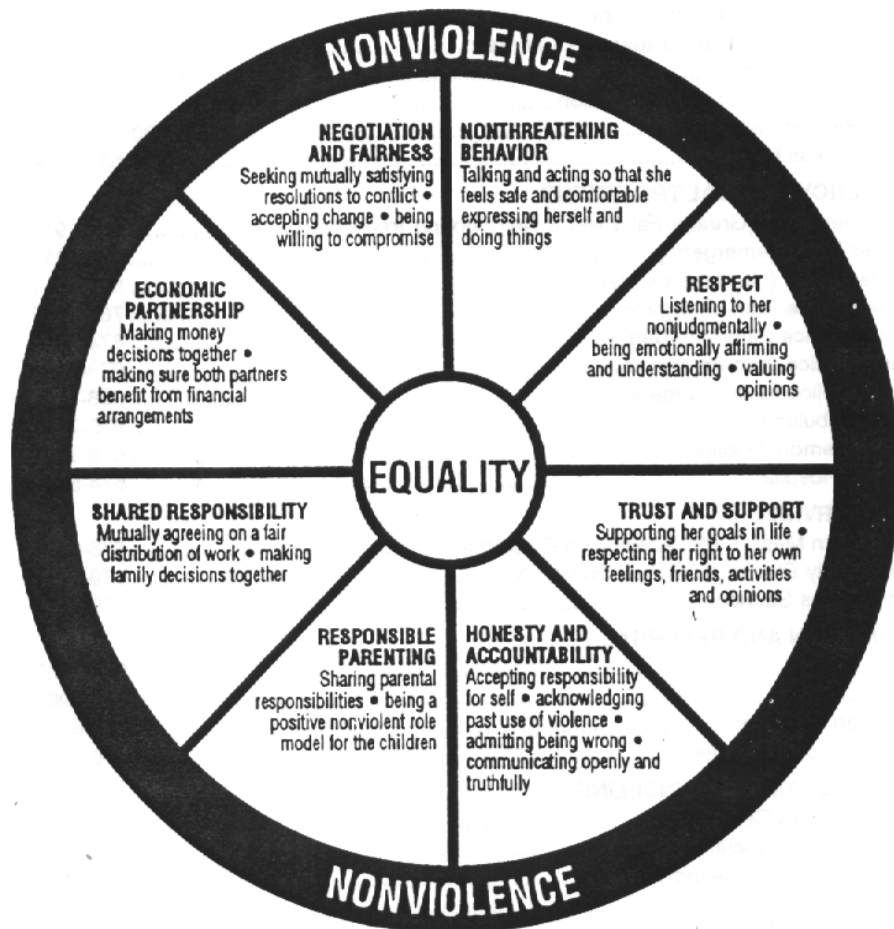 NONVIOLENCE
NEGOTIATION
AND FAIRNESS
Seeking mutually satisfying
resolutions to conflict •
accepting change • being
willing to compromise
NONTHREATENING
BEHAVIOR
Talking and acting so that she
feels safe and comfortable
expressing herself and
doing things
RESPECT
Listening to her
nonjudgmentally •
being emotionally affirming
and understanding • valuing
opinions
TRUST AND SUPPORT
Supporting her goals in life •
respecting her right to her own
feelings, friends, activities
and opinions
HONESTY AND
ACCOUNTABILITY
Accepting responsibility
for self • acknowledging
past use of violence •
admitting being wrong •
communicating openly and
truthfully
RESPONSIBLE
PARENTING
Sharing parental
responsibilities • being a
positive nonviolent role
model for the children
SHARED RESPONSIBILITY
Mutually agreeing on a fair
distribution of work • making
family decisions together
ECONOMIC
PARTNERSHIP
Making money
decisions together •
making sure both partners
benefit from financial
arrangements
EQUALITY
NONVIOLENCE